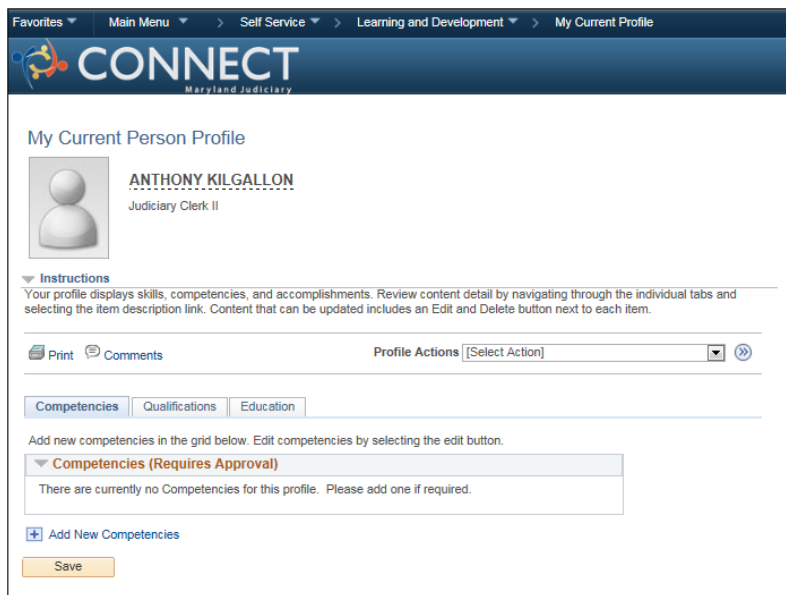 Favorites Main Menu > Self Service > Learning and Development > My Current Profile
CONNECT
Maryland Judiciary
My Current Person Profile
ANTHONY KILGALLON
Judiciary Clerk II
Instructions
Your profile displays skills, competencies, and accomplishments. Review content detail by navigating through the individual tabs and
selecting the item description link. Content that can be updated includes an Edit and Delete button next to each item.
Print Comments Profile Actions [Select Action]
Competencies Qualifications Education
Add new competencies in the grid below. Edit competencies by selecting the edit button.
Competencies (Requires Approval)
There are currently no Competencies for this profile. Please add one if required.
Add New Competencies
Save